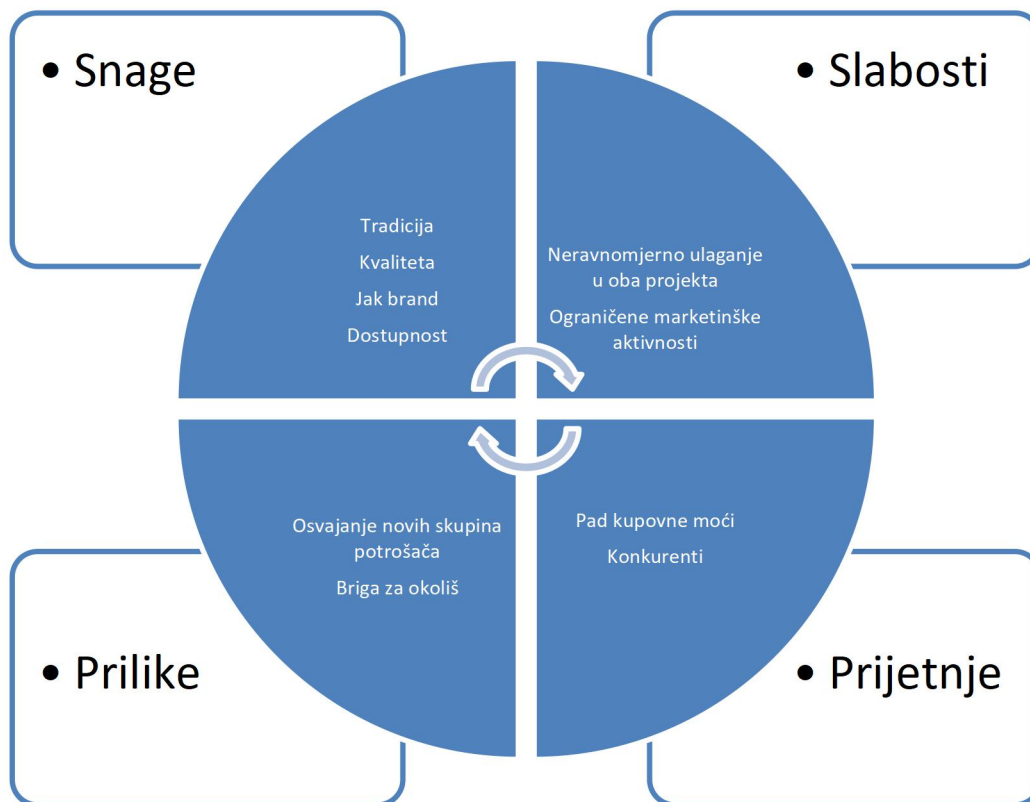 • Snage
Tradicija
Kvaliteta
Jak brand
Dostupnost
• Slabosti
Neravnomjerno ulaganje
u oba projekta
Ograničene marketinške
aktivnosti
• Prilike
Osvajanje novih skupina
potrošača
Briga za okoliš
• Prijetnje
Pad kupovne moći
Konkurenti